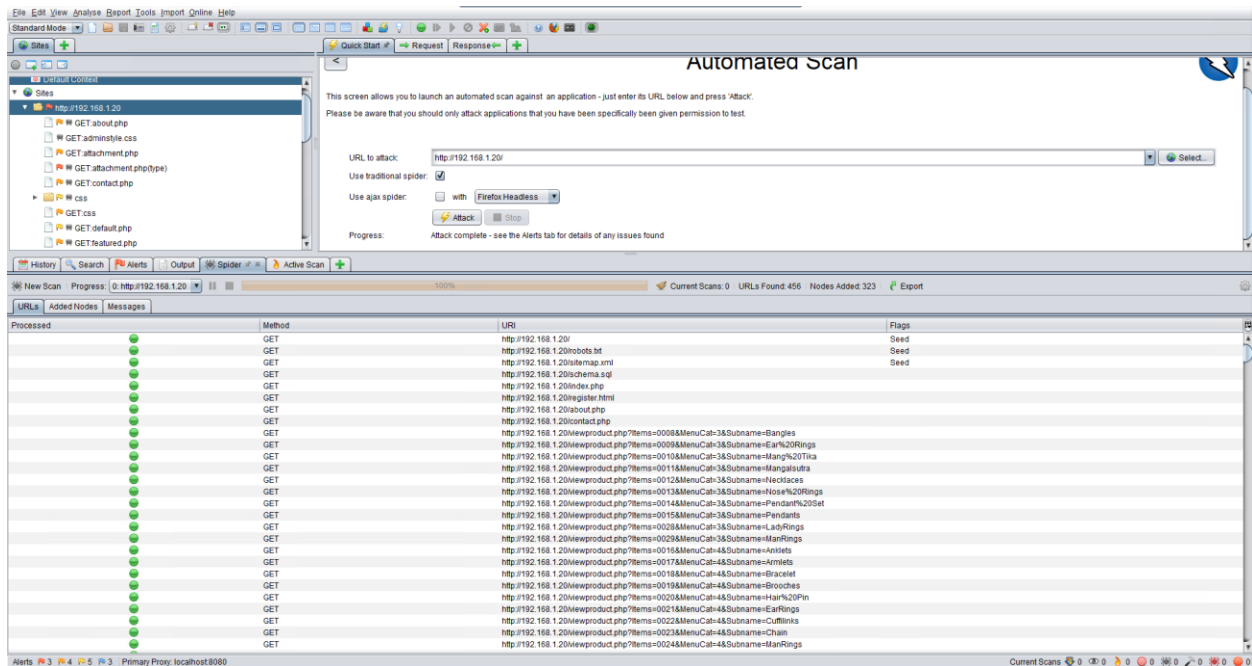 File Edit View Analyse Report Tools Import Online Help
Standard Mode
Sites
Quick Start Request Response
Default Context
Sites
http://192.168.1.20
GET:about.php
GET:adminstyle.css
GET:attachment.php
GET:attachment.php(type)
GET:contact.php
css
GET:css
GET:default.php
GET:featured.php
<
Automated Scan
This screen allows you to launch an automated scan against an application - just enter its URL below and press 'Attack'.
Please be aware that you should only attack applications that you have been specifically been given permission to test.
URL to attack: http://192.168.1.20/ Select...
Use traditional spider:
Use ajax spider: with Firefox Headless
Attack Stop
Progress: Attack complete - see the Alerts tab for details of any issues found
History Search Alerts Output Spider Active Scan
New Scan Progress: 0: http://192.168.1.20 100% Current Scans: 0 URLs Found: 456 Nodes Added: 323 Export
URLs Added Nodes Messages
Processed Method URI Flags
GET http://192.168.1.20/ Seed
GET http://192.168.1.20/robots.txt Seed
GET http://192.168.1.20/sitemap.xml Seed
GET http://192.168.1.20/schema.sql
GET http://192.168.1.20/index.php
GET http://192.168.1.20/register.html
GET http://192.168.1.20/about.php
GET http://192.168.1.20/contact.php
GET http://192.168.1.20/viewproduct.php?Items=0008&MenuCat=3&Subname=Bangles
GET http://192.168.1.20/viewproduct.php?Items=0009&MenuCat=3&Subname=Ear%20Rings
GET http://192.168.1.20/viewproduct.php?Items=0010&MenuCat=3&Subname=Mang%20Tika
GET http://192.168.1.20/viewproduct.php?Items=0011&MenuCat=3&Subname=Mangalsutra
GET http://192.168.1.20/viewproduct.php?Items=0012&MenuCat=3&Subname=Necklaces
GET http://192.168.1.20/viewproduct.php?Items=0013&MenuCat=3&Subname=Nose%20Rings
GET http://192.168.1.20/viewproduct.php?Items=0014&MenuCat=3&Subname=Pendant%20Set
GET http://192.168.1.20/viewproduct.php?Items=0015&MenuCat=3&Subname=Pendants
GET http://192.168.1.20/viewproduct.php?Items=0028&MenuCat=3&Subname=LadyRings
GET http://192.168.1.20/viewproduct.php?Items=0029&MenuCat=3&Subname=ManRings
GET http://192.168.1.20/viewproduct.php?Items=0016&MenuCat=4&Subname=Anklets
GET http://192.168.1.20/viewproduct.php?Items=0017&MenuCat=4&Subname=Armlets
GET http://192.168.1.20/viewproduct.php?Items=0018&MenuCat=4&Subname=Bracelet
GET http://192.168.1.20/viewproduct.php?Items=0019&MenuCat=4&Subname=Brooches
GET http://192.168.1.20/viewproduct.php?Items=0020&MenuCat=4&Subname=Hair%20Pin
GET http://192.168.1.20/viewproduct.php?Items=0021&MenuCat=4&Subname=EarRings
GET http://192.168.1.20/viewproduct.php?Items=0022&MenuCat=4&Subname=Cufflinks
GET http://192.168.1.20/viewproduct.php?Items=0023&MenuCat=4&Subname=Chain
GET http://192.168.1.20/viewproduct.php?Items=0024&MenuCat=4&Subname=ManRings
Alerts 3 4 5 3 Primary Proxy: localhost:8080 Current Scans 0 0 0 0 0 0 0 0